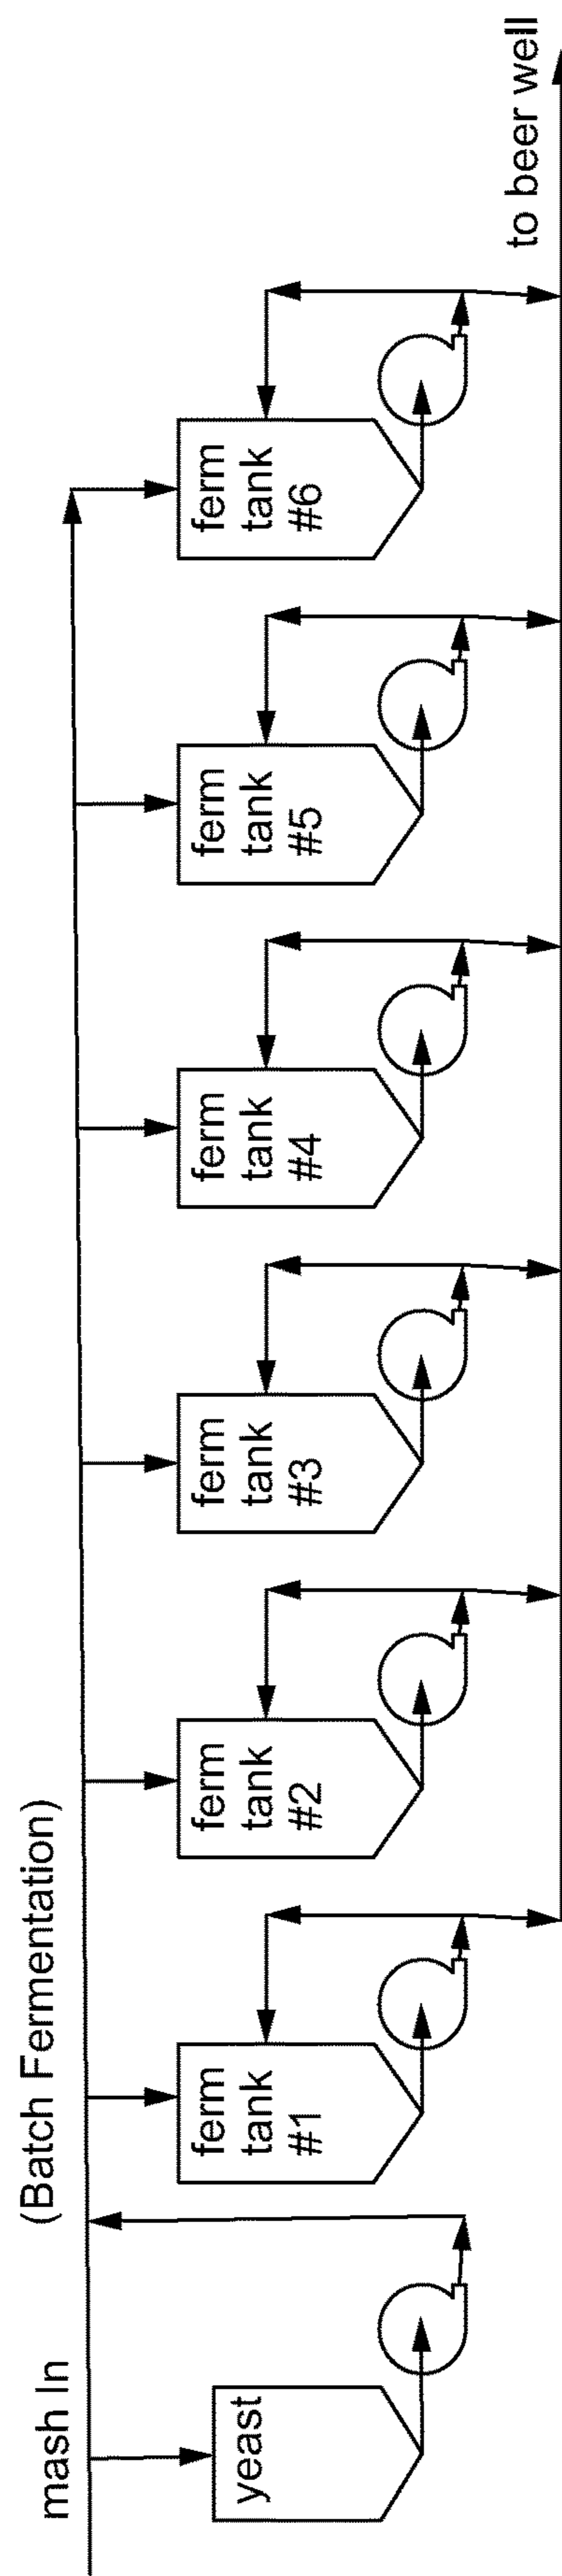 mash In
(Batch Fermentation)
yeast
ferm
tank
#1
ferm
tank
#2
ferm
tank
#3
ferm
tank
#4
ferm
tank
#5
ferm
tank
#6
to beer well